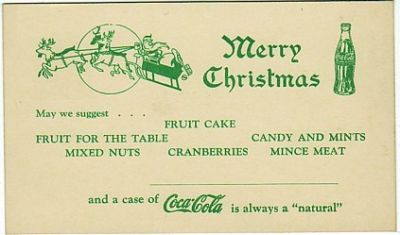 Merry
Christmas
May we suggest . . .
FRUIT CAKE
FRUIT FOR THE TABLE CANDY AND MINTS
MIXED NUTS CRANBERRIES MINCE MEAT
and a case of Coca-Cola is always a "natural"